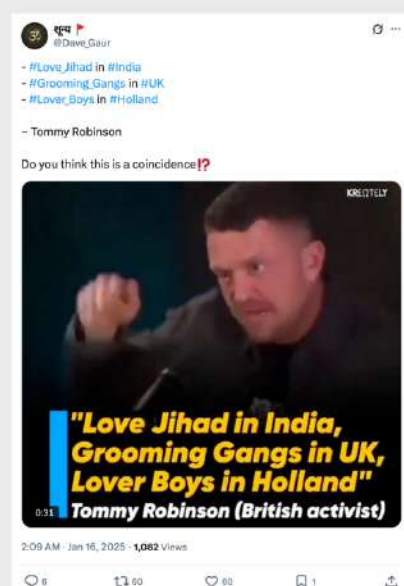 शून्य
@Dave_Gaur
- #Love_Jihad in #India
- #Grooming_Gangs in #UK
- #Lover_Boys in #Holland
– Tommy Robinson
Do you think this is a coincidence⁉️
KREATELY
"Love Jihad in India,
Grooming Gangs in UK,
Lover Boys in Holland"
0:31 Tommy Robinson (British activist)
2:09 AM · Jan 16, 2025 · 1,082 Views
60 60 1